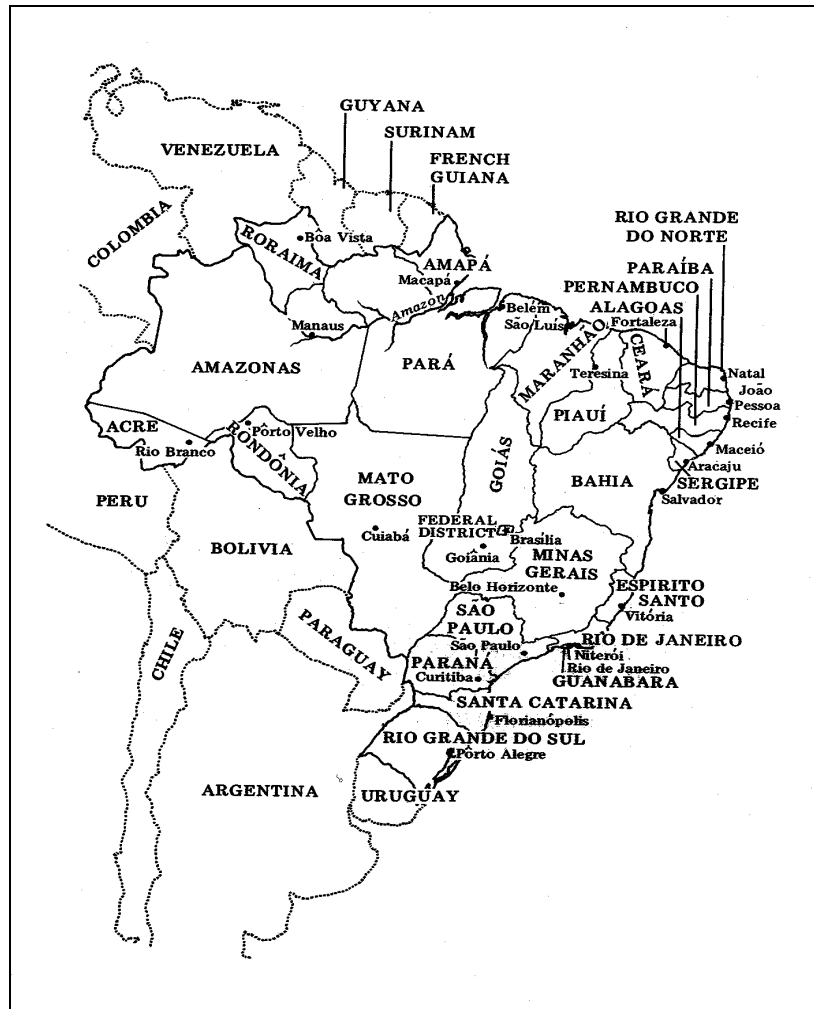 GUYANA
SURINAM
VENEZUELA
FRENCH
GUIANA
COLOMBIA
RIO GRANDE
DO NORTE
Bôa Vista
RORAIMA
AMAPÁ
Macapá
PARAÍBA
PERNAMBUCO
ALAGOAS
Amazon
Belém
São Luís
Fortaleza
Manaus
MARANHÃO
CEARÁ
AMAZONAS
PARÁ
Teresina
Natal
João
Pessoa
PIAUÍ
Recife
ACRE
Pôrto Velho
Rio Branco
RONDÔNIA
GOIÁS
Maceió
Aracaju
SERGIPE
MATO
GROSSO
BAHIA
Salvador
PERU
FEDERAL
DISTRICT
Brasília
Cuiabá
BOLIVIA
Goiânia
MINAS
GERAIS
Belo Horizonte
ESPIRITO
SANTO
Vitória
SÃO
PAULO
São Paulo
PARAGUAY
CHILE
RIO DE JANEIRO
Niterói
Rio de Janeiro
GUANABARA
PARANÁ
Curitiba
SANTA CATARINA
Florianópolis
RIO GRANDE DO SUL
Pôrto Alegre
ARGENTINA
URUGUAY